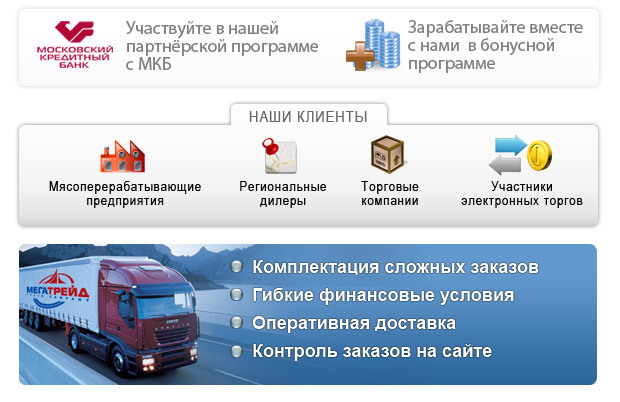 МОСКОВСКИЙ
КРЕДИТНЫЙ
БАНК
Участвуйте в нашей
партнёрской программе
с МКБ
Зарабатывайте вместе
с нами в бонусной
программе
НАШИ КЛИЕНТЫ
Мясоперерабатывающие
предприятия
Региональные
дилеры
Торговые
компании
Участники
электронных торгов
МЕГАТРЕЙД
Комплектация сложных заказов
Гибкие финансовые условия
Оперативная доставка
Контроль заказов на сайте